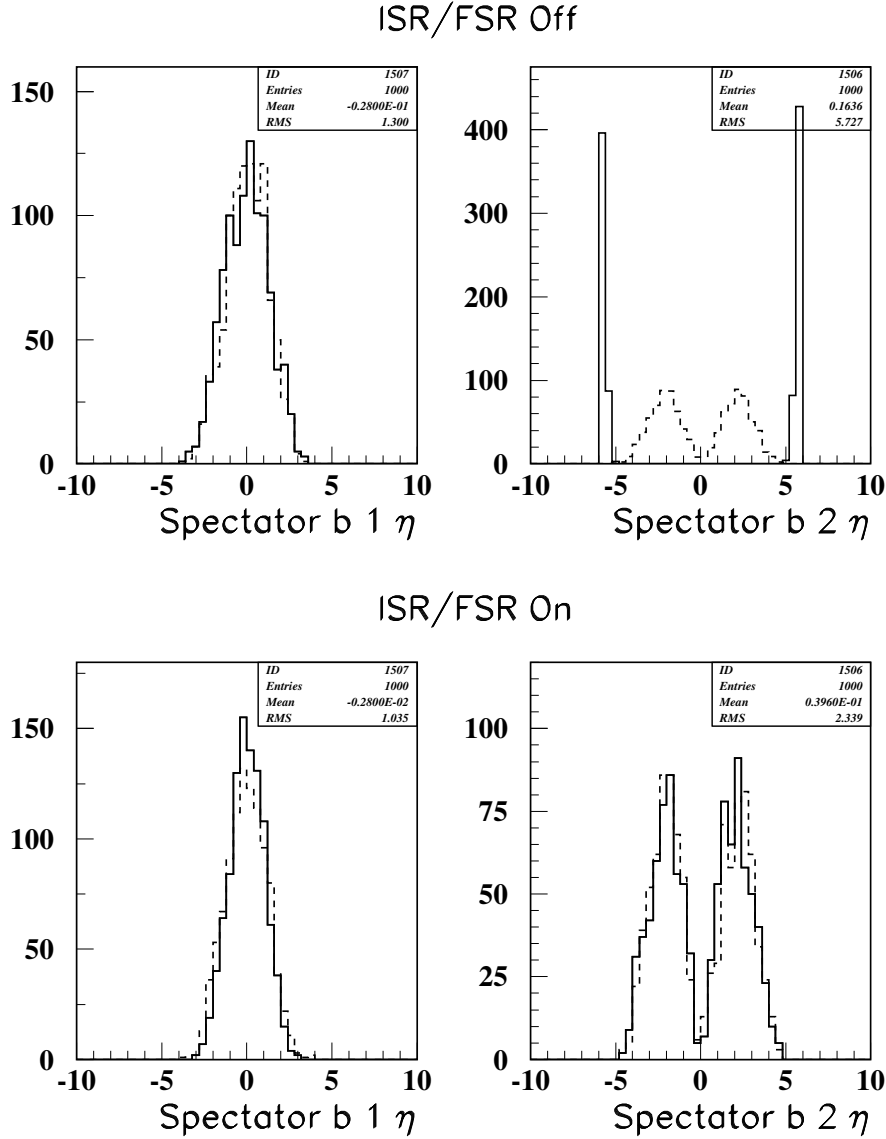 ISR/FSR Off
ID 1507
Entries 1000
Mean -0.2800E-01
RMS 1.300
150
100
50
0
-10 -5 0 5 10
Spectator b 1 η
ID 1506
Entries 1000
Mean 0.1636
RMS 5.727
400
300
200
100
0
-10 -5 0 5 10
Spectator b 2 η
ISR/FSR On
ID 1507
Entries 1000
Mean -0.2800E-02
RMS 1.035
150
100
50
0
-10 -5 0 5 10
Spectator b 1 η
ID 1506
Entries 1000
Mean 0.3960E-01
RMS 2.339
100
75
50
25
0
-10 -5 0 5 10
Spectator b 2 η